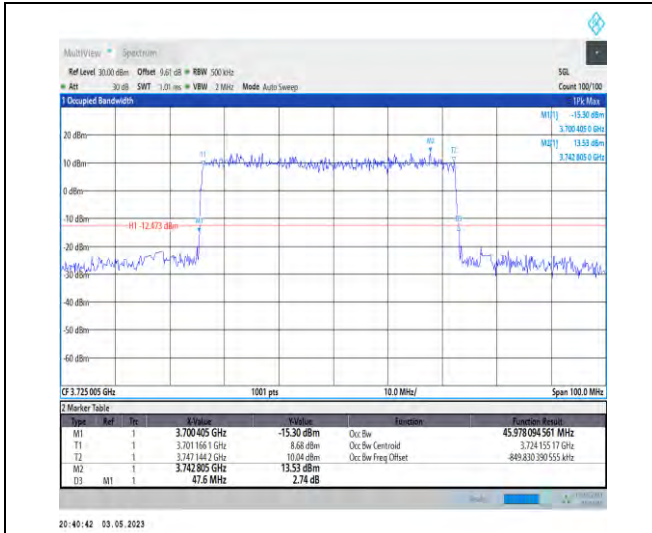 MultiView Spectrum
Ref Level 30.00 dBm Offset 9.61 dB RBW 500 kHz SGL
Att 30 dB SWT 1.01 ms VBW 2 MHz Mode Auto Sweep Count 100/100
1 Occupied Bandwidth 1Pk Max
M1[1] -15.30 dBm
3.700 405 0 GHz
M2[1] 13.53 dBm
3.742 805 0 GHz
20 dBm
M2
T1 T2
10 dBm
0 dBm
-10 dBm
H1 -12.473 dBm
M1 D3
-20 dBm
-30 dBm
-40 dBm
-50 dBm
-60 dBm
CF 3.725 005 GHz 1001 pts 10.0 MHz/ Span 100.0 MHz
2 Marker Table
Type Ref Trc X-Value Y-Value Function Function Result
M1 1 3.700 405 GHz -15.30 dBm Occ Bw 45.978 094 561 MHz
T1 1 3.701 166 1 GHz 8.68 dBm Occ Bw Centroid 3.724 155 17 GHz
T2 1 3.747 144 2 GHz 10.04 dBm Occ Bw Freq Offset -849.830 390 555 kHz
M2 1 3.742 805 GHz 13.53 dBm
D3 M1 1 47.6 MHz 2.74 dB
20:40:42 03.05.2023